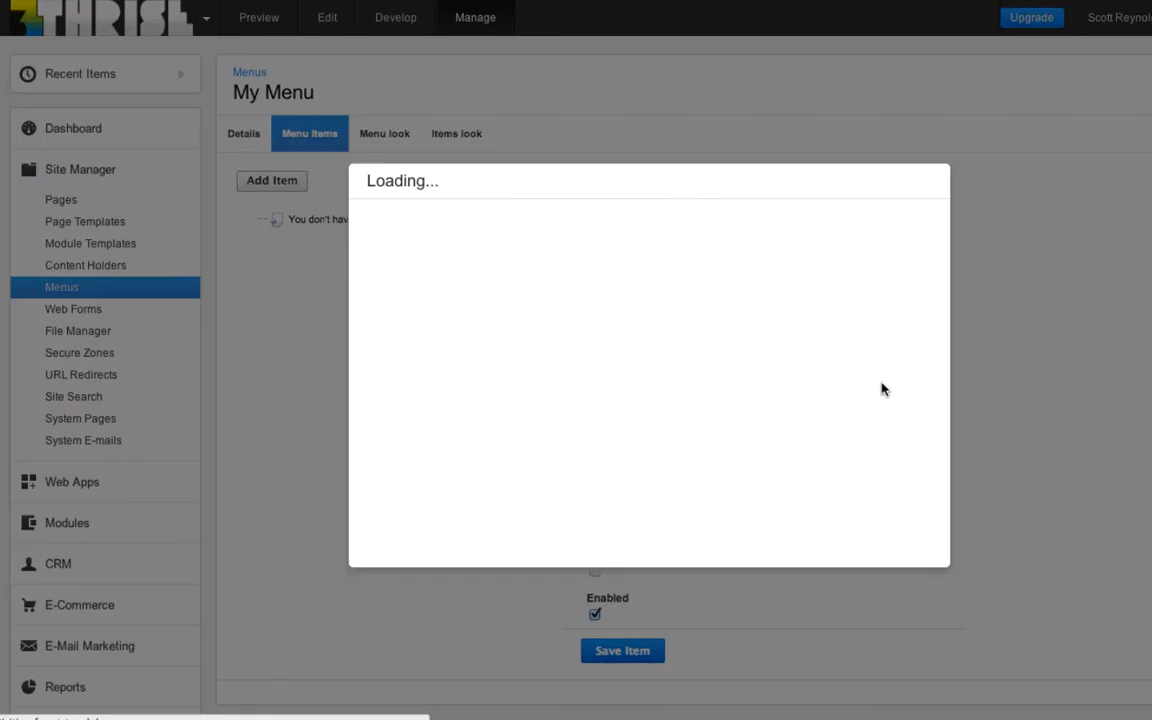 THRISE
Preview
Edit
Develop
Manage
Upgrade
Scott Reynol
Recent Items
Menus
My Menu
Dashboard
Details
Menu Items
Menu look
Items look
Site Manager
Add Item
Loading...
Pages
You don't hav
Page Templates
Module Templates
Content Holders
Menus
Web Forms
File Manager
Secure Zones
URL Redirects
Site Search
System Pages
System E-mails
Web Apps
Modules
CRM
Enabled
E-Commerce
E-Mail Marketing
Save Item
Reports